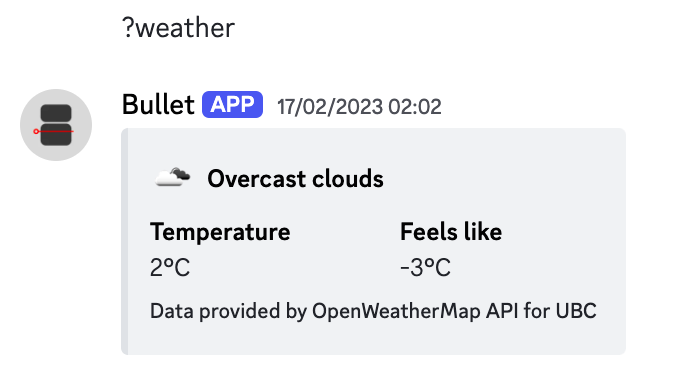 ?weather
Bullet APP 17/02/2023 02:02
Overcast clouds
Temperature Feels like
2°C -3°C
Data provided by OpenWeatherMap API for UBC